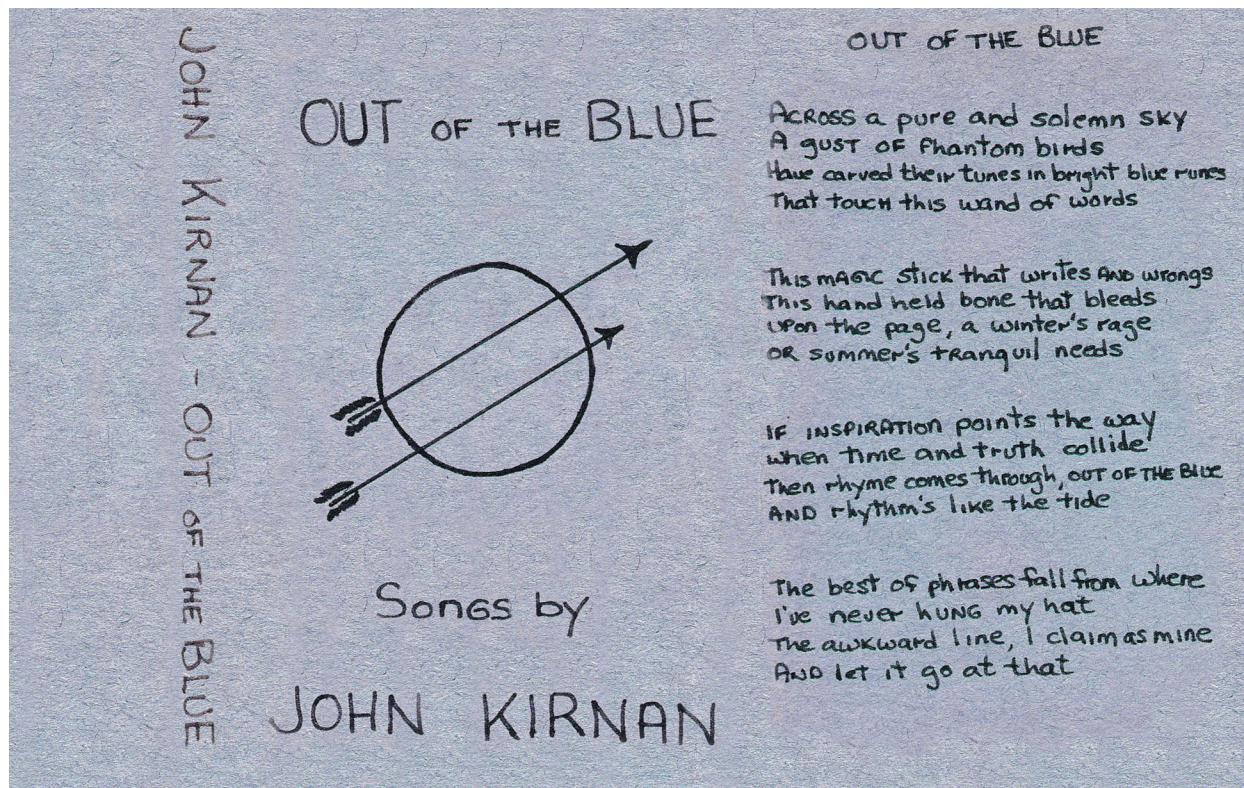 JOHN KIRNAN - OUT OF THE BLUE
OUT OF THE BLUE
Songs by
JOHN KIRNAN
OUT OF THE BLUE
ACROSS a pure and solemn sky
A gust of Phantom birds
Have carved their tunes in bright blue runes
That touch this wand of words
This MAGIC stick that writes AND wrongs
This hand held bone that bleeds
upon the page, a winter's rage
OR summer's tranquil needs
IF INSPIRATION points the way
when time and truth collide
Then rhyme comes through, OUT OF THE BLUE
AND rhythm's like the tide
The best of phrases fall from where
I've never hung my hat
The awkward line, I claim as mine
AND let it go at that